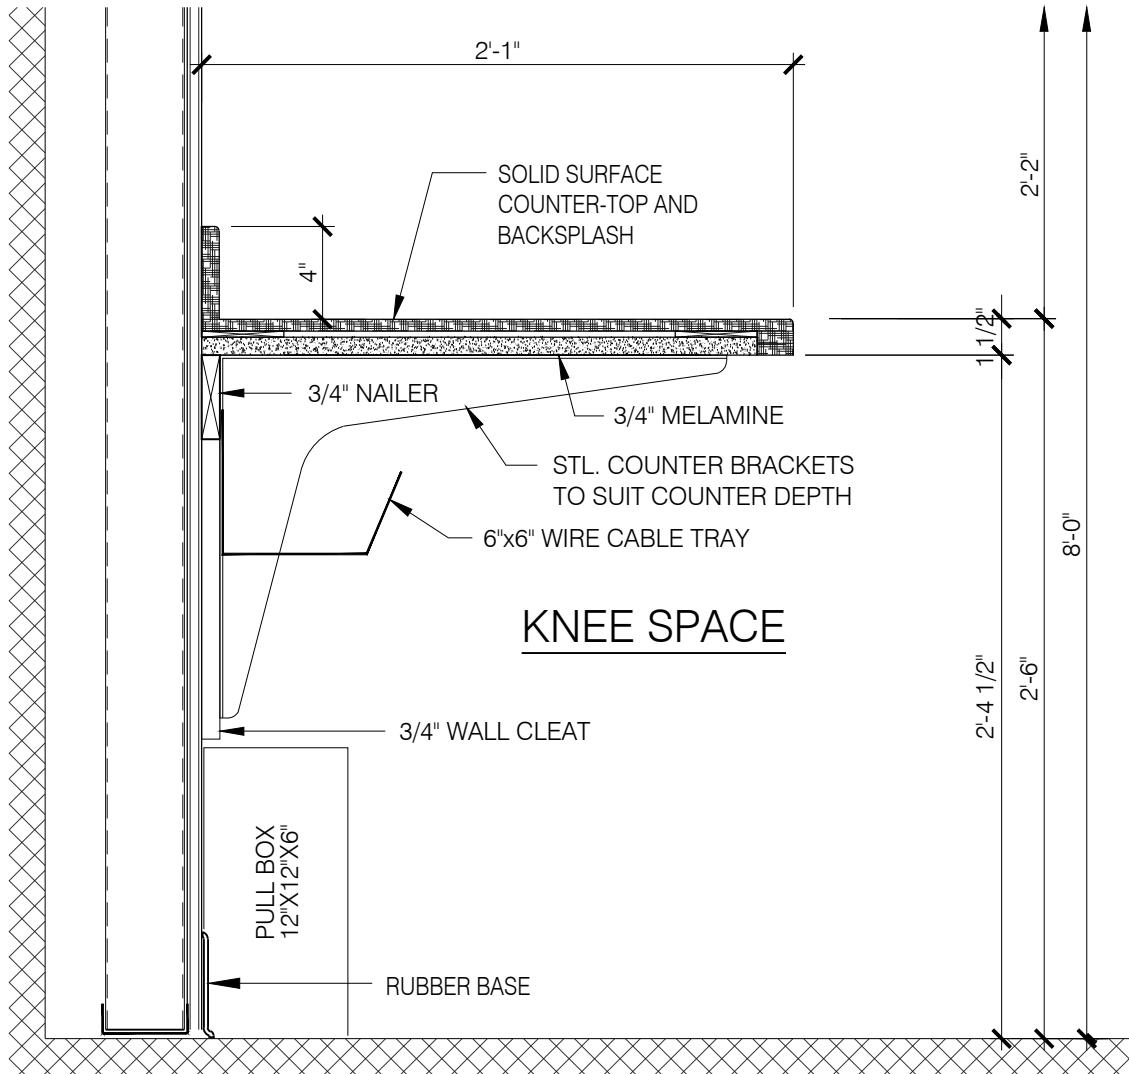 2'-1"
SOLID SURFACE
COUNTER-TOP AND
BACKSPLASH
2'-2"
4"
1 1/2"
3/4" NAILER
3/4" MELAMINE
STL. COUNTER BRACKETS
TO SUIT COUNTER DEPTH
6"x6" WIRE CABLE TRAY
8'-0"
KNEE SPACE
2'-4 1/2"
2'-6"
3/4" WALL CLEAT
PULL BOX
12"X12"X6"
RUBBER BASE